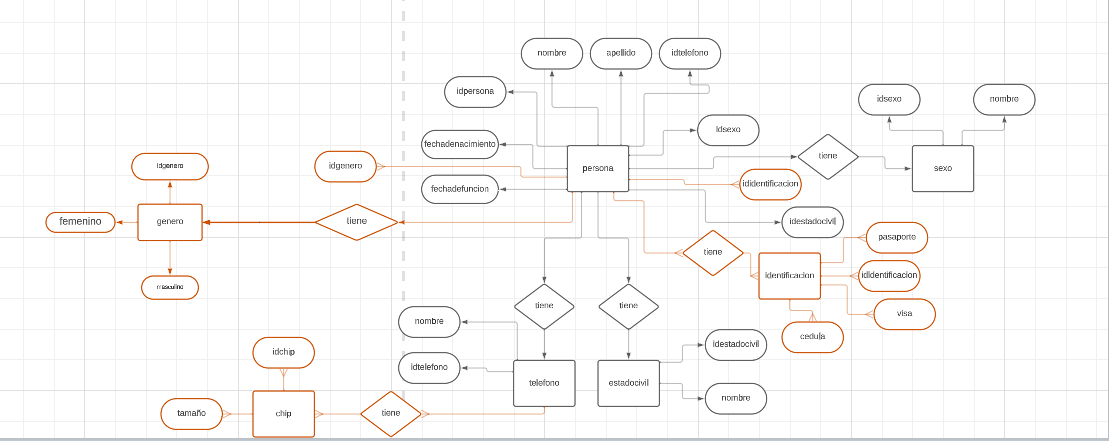 nombre
apellido
idtelefono
idpersona
idsexo
nombre
fechadenacimiento
Idsexo
tiene
sexo
Idgenero
idgenero
persona
ididentificacion
fechadefuncion
femenino
genero
tiene
idestadocivil
pasaporte
tiene
identificacion
ididentificacion
masculino
visa
tiene
tiene
nombre
cedula
idestadocivil
idchip
idtelefono
telefono
estadocivil
nombre
tamaño
chip
tiene